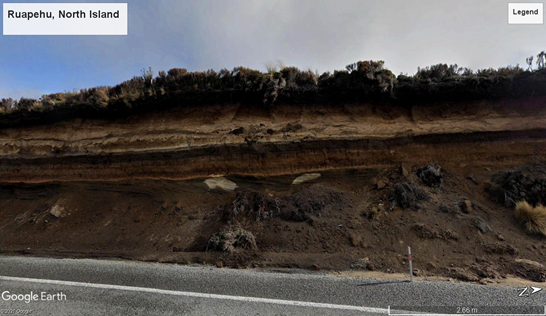 Ruapehu, North Island
Legend
Google Earth
N
2.66 m